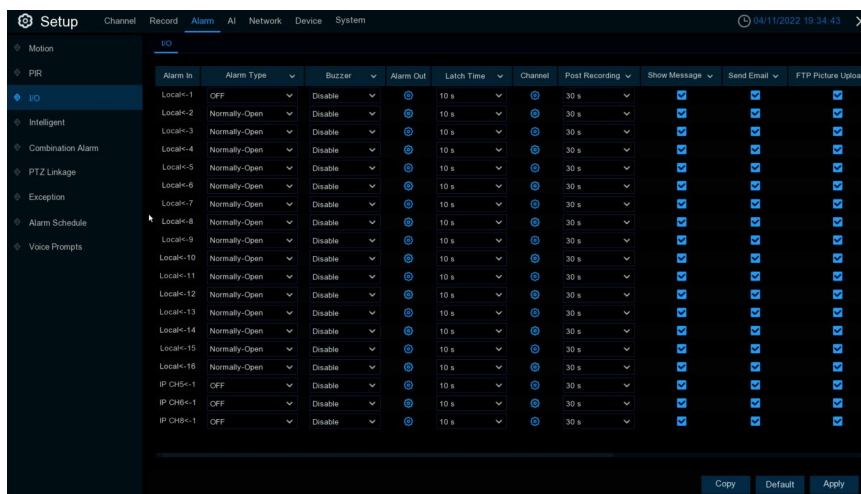 Setup Channel Record Alarm AI Network Device System 04/11/2022 19:34:43
Motion
PIR
I/O
Intelligent
Combination Alarm
PTZ Linkage
Exception
Alarm Schedule
Voice Prompts
I/O
Alarm In Alarm Type Buzzer Alarm Out Latch Time Channel Post Recording Show Message Send Email FTP Picture Uploa
Local<-1 OFF Disable 10 s 30 s
Local<-2 Normally-Open Disable 10 s 30 s
Local<-3 Normally-Open Disable 10 s 30 s
Local<-4 Normally-Open Disable 10 s 30 s
Local<-5 Normally-Open Disable 10 s 30 s
Local<-6 Normally-Open Disable 10 s 30 s
Local<-7 Normally-Open Disable 10 s 30 s
Local<-8 Normally-Open Disable 10 s 30 s
Local<-9 Normally-Open Disable 10 s 30 s
Local<-10 Normally-Open Disable 10 s 30 s
Local<-11 Normally-Open Disable 10 s 30 s
Local<-12 Normally-Open Disable 10 s 30 s
Local<-13 Normally-Open Disable 10 s 30 s
Local<-14 Normally-Open Disable 10 s 30 s
Local<-15 Normally-Open Disable 10 s 30 s
Local<-16 Normally-Open Disable 10 s 30 s
IP CH5<-1 OFF Disable 10 s 30 s
IP CH6<-1 OFF Disable 10 s 30 s
IP CH8<-1 OFF Disable 10 s 30 s
Copy Default Apply